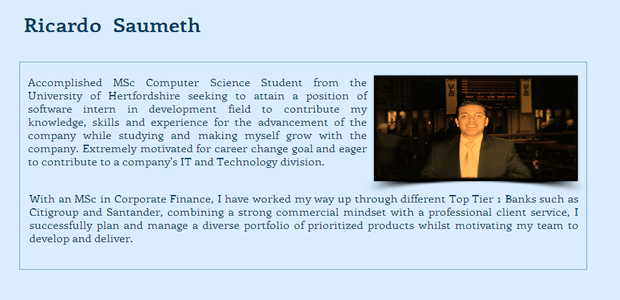 Ricardo Saumeth
Accomplished MSc Computer Science Student from the
University of Hertfordshire seeking to attain a position of
software intern in development field to contribute my
knowledge, skills and experience for the advancement of the
company while studying and making myself grow with the
company. Extremely motivated for career change goal and eager
to contribute to a company's IT and Technology division.
With an MSc in Corporate Finance, I have worked my way up through different Top Tier 1 Banks such as
Citigroup and Santander, combining a strong commercial mindset with a professional client service, I
successfully plan and manage a diverse portfolio of prioritized products whilst motivating my team to
develop and deliver.